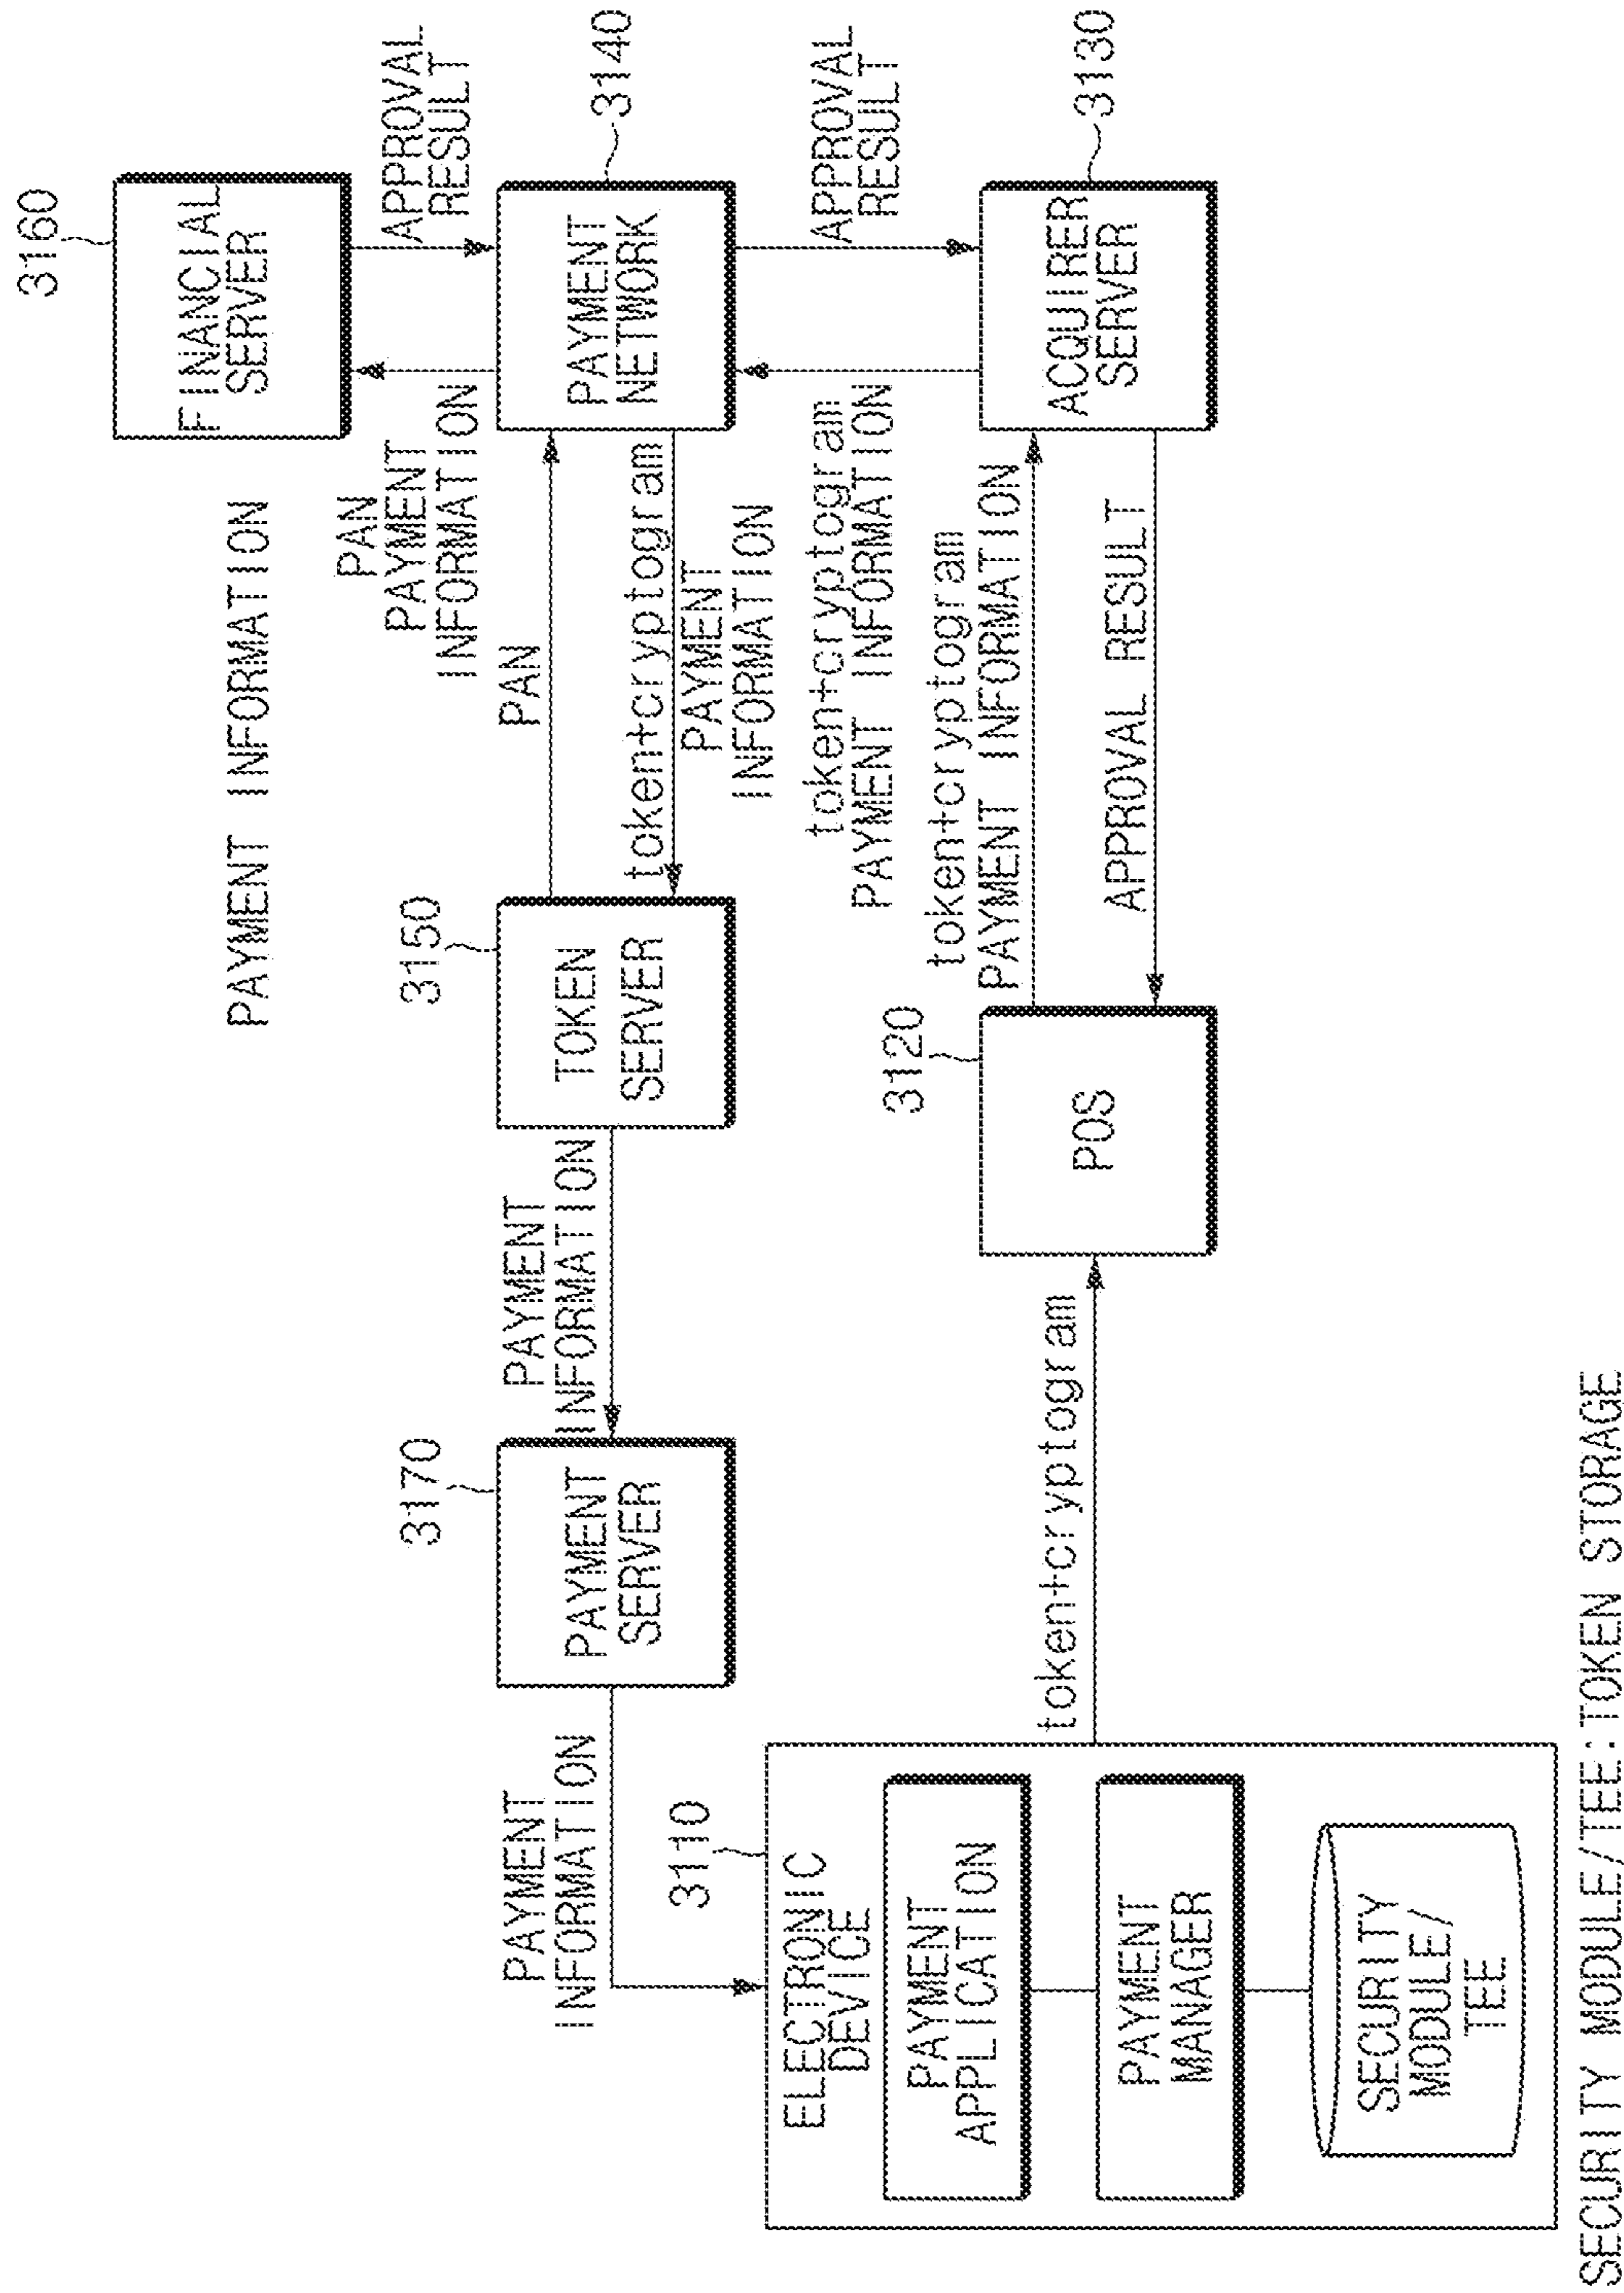 3160
FINANCIAL
SERVER
APPROVAL
RESULT
PAYMENT INFORMATION
PAN
PAYMENT
INFORMATION
3170
PAYMENT
SERVER
PAYMENT
INFORMATION
3150
TOKEN
SERVER
PAN
token+cryptogram
PAYMENT
INFORMATION
PAYMENT
NETWORK
3140
PAYMENT
INFORMATION
token+cryptogram
PAYMENT INFORMATION
APPROVAL
RESULT
3110
ELECTRONIC
DEVICE
PAYMENT
APPLICATION
PAYMENT
MANAGER
SECURITY
MODULE/
TEE
token+cryptogram
3120
POS
token+cryptogram
PAYMENT INFORMATION
APPROVAL RESULT
ACQUIRER
SERVER
3130
SECURITY MODULE/TEE:TOKEN STORAGE